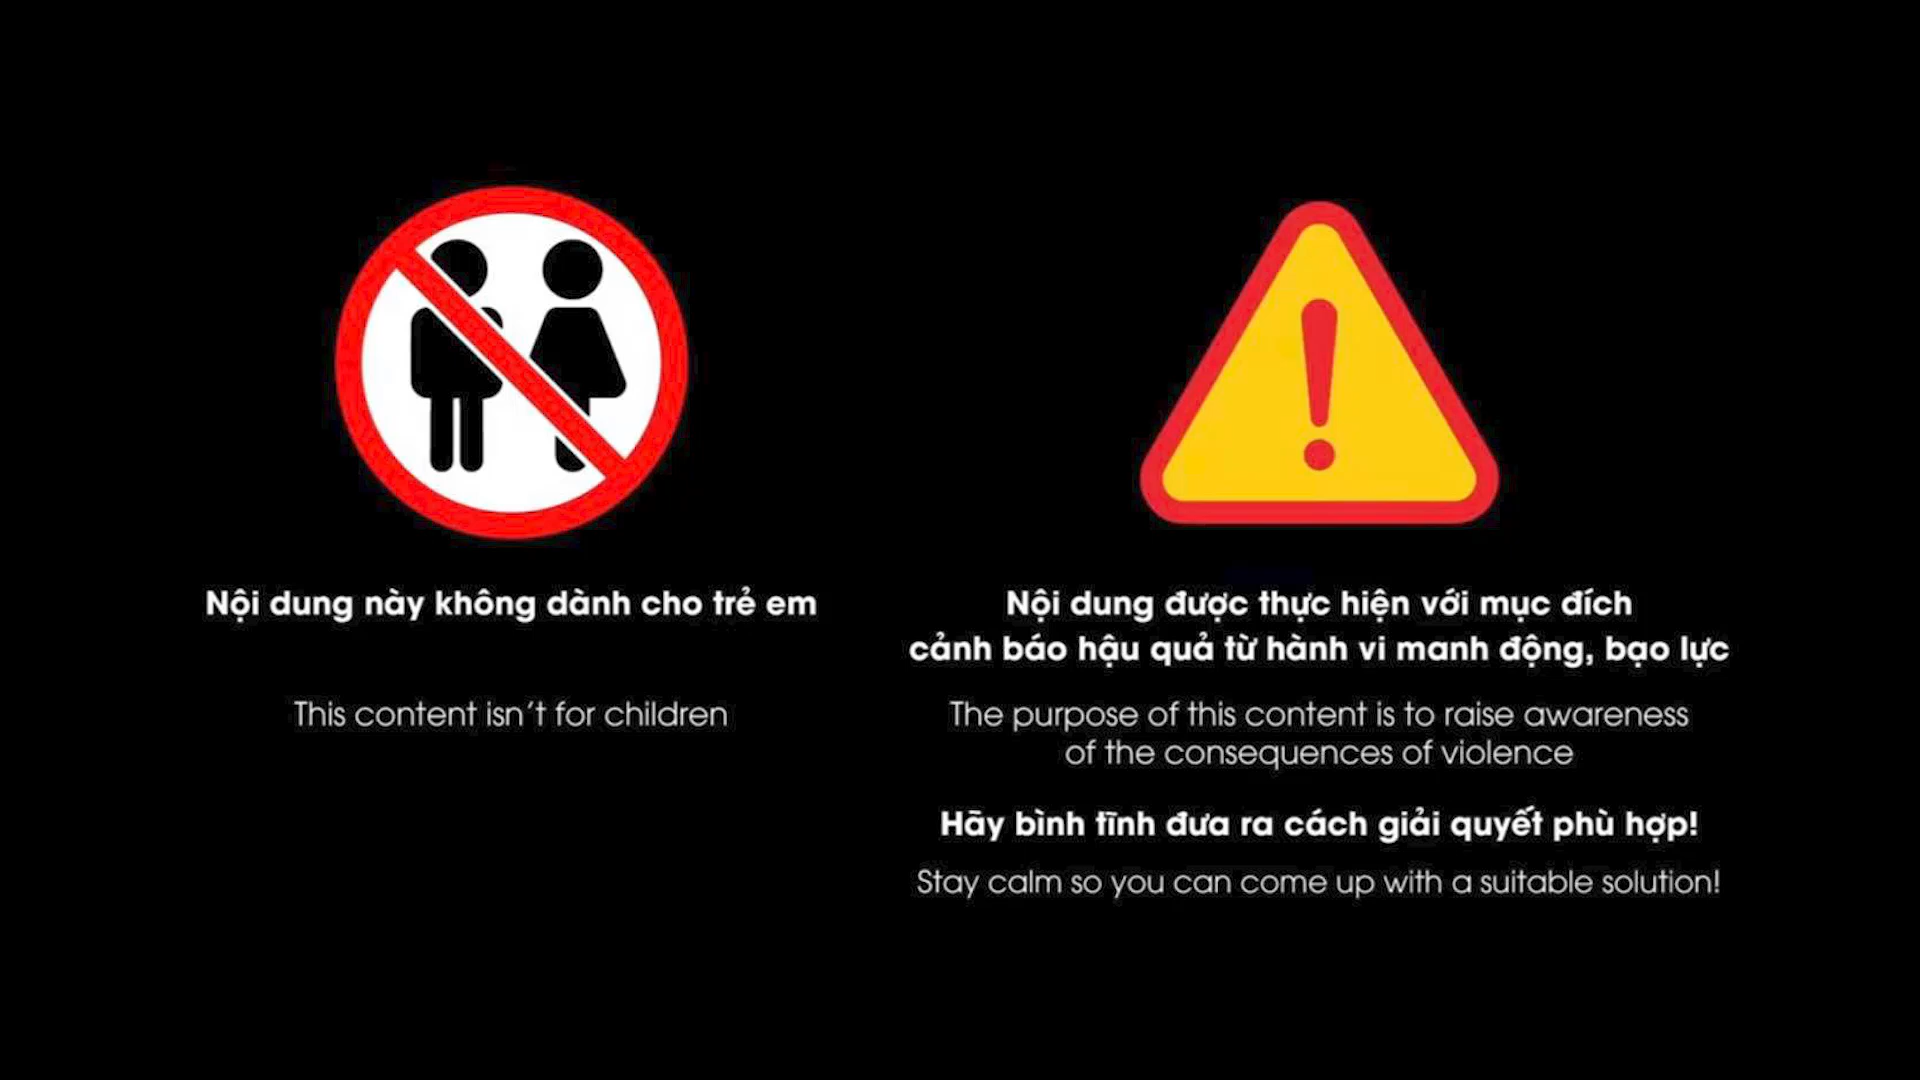 Nội dung này không dành cho trẻ em
This content isn't for children
Nội dung được thực hiện với mục đích
cảnh báo hậu quả từ hành vi manh động, bạo lực
The purpose of this content is to raise awareness
of the consequences of violence
Hãy bình tĩnh đưa ra cách giải quyết phù hợp!
Stay calm so you can come up with a suitable solution!